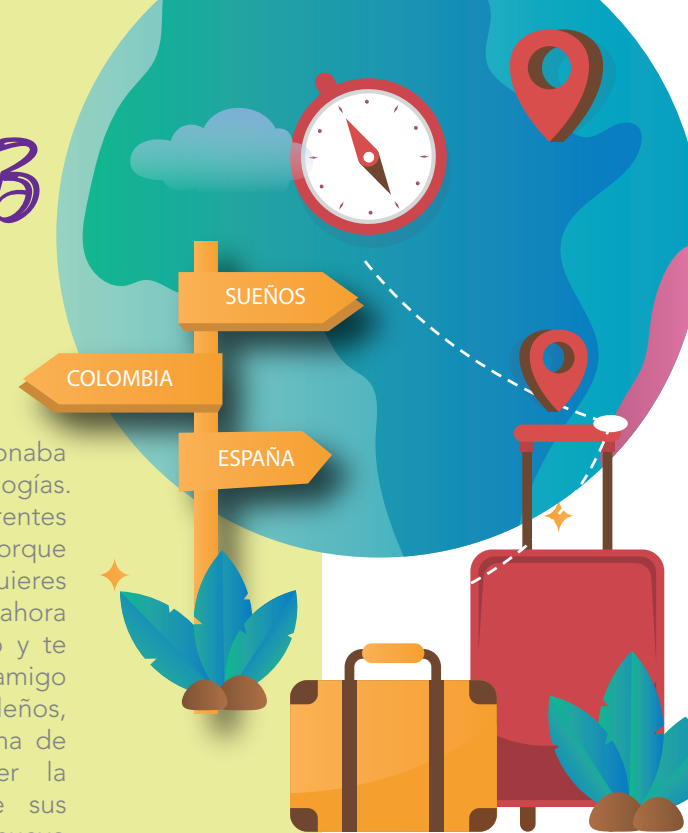 B
SUEÑOS
COLOMBIA
ESPAÑA
onaba
ogías.
rentes
orque
uieres
ahora
o y te
amigo
leños,
na de
er la
e sus